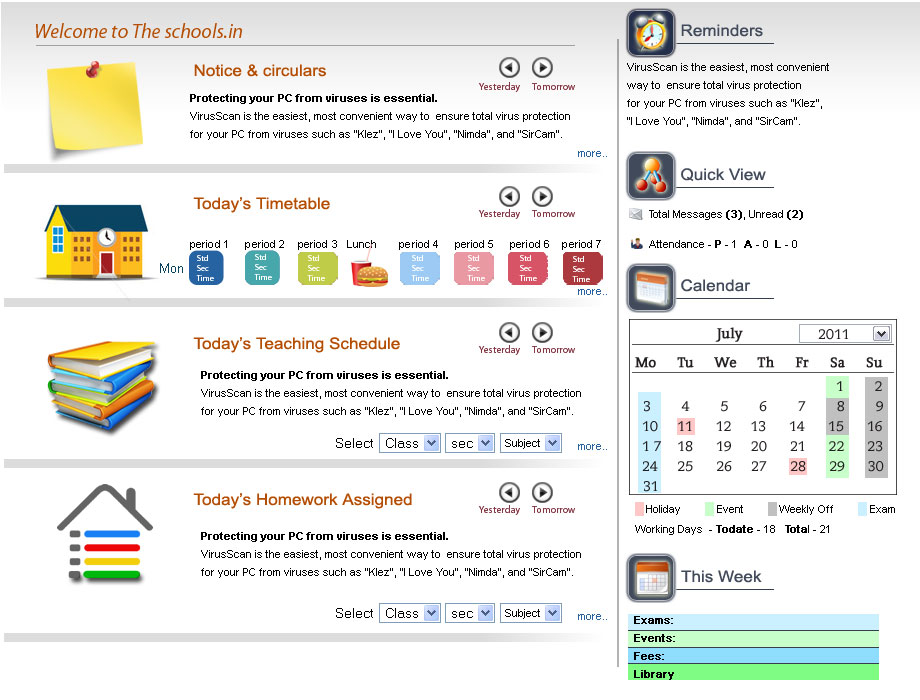 Welcome to The schools.in
Notice & circulars
Yesterday Tomorrow
Protecting your PC from viruses is essential.
VirusScan is the easiest, most convenient way to ensure total virus protection
for your PC from viruses such as "Klez", "I Love You", "Nimda", and "SirCam".
more..
Today's Timetable
Yesterday Tomorrow
period 1 period 2 period 3 Lunch period 4 period 5 period 6 period 7
Mon
Std Std Std Std Std Std Std
Sec Sec Sec Sec Sec Sec Sec
Time Time Time Time Time Time Time
more..
Today's Teaching Schedule
Yesterday Tomorrow
Protecting your PC from viruses is essential.
VirusScan is the easiest, most convenient way to ensure total virus protection
for your PC from viruses such as "Klez", "I Love You", "Nimda", and "SirCam".
Select Class sec Subject more..
Today's Homework Assigned
Yesterday Tomorrow
Protecting your PC from viruses is essential.
VirusScan is the easiest, most convenient way to ensure total virus protection
for your PC from viruses such as "Klez", "I Love You", "Nimda", and "SirCam".
Select Class sec Subject more..
Reminders
VirusScan is the easiest, most convenient
way to ensure total virus protection
for your PC from viruses such as "Klez",
"I Love You", "Nimda", and "SirCam".
Quick View
Total Messages (3), Unread (2)
Attendance - P - 1 A - 0 L - 0
Calendar
July 2011
Mo Tu We Th Fr Sa Su
1 2
3 4 5 6 7 8 9
10 11 12 13 14 15 16
17 18 19 20 21 22 23
24 25 26 27 28 29 30
31
Holiday Event Weekly Off Exam
Working Days - Todate - 18 Total - 21
This Week
Exams:
Events:
Fees:
Library